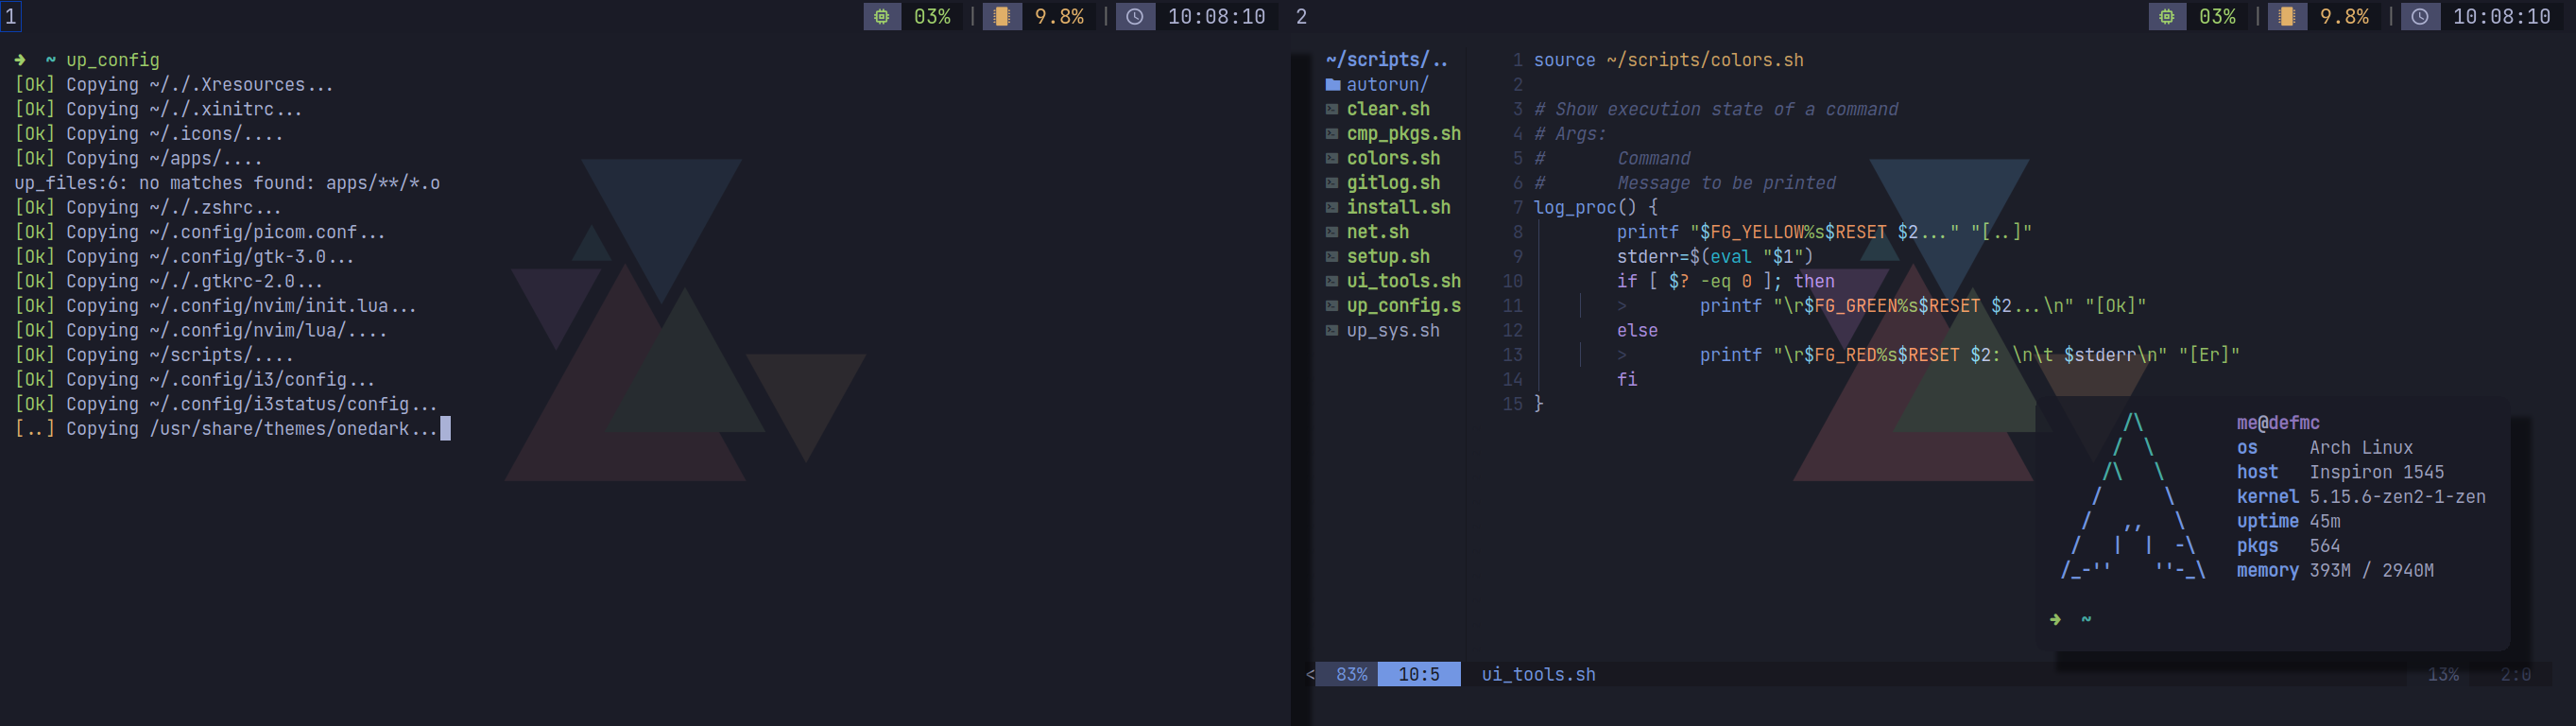 1 03% | 9.8% | 10:08:10
➜ ~ up_config
[Ok] Copying ~/./.Xresources...
[Ok] Copying ~/./.xinitrc...
[Ok] Copying ~/.icons/....
[Ok] Copying ~/apps/....
up_files:6: no matches found: apps/**/*.o
[Ok] Copying ~/./.zshrc...
[Ok] Copying ~/.config/picom.conf...
[Ok] Copying ~/.config/gtk-3.0...
[Ok] Copying ~/./.gtkrc-2.0...
[Ok] Copying ~/.config/nvim/init.lua...
[Ok] Copying ~/.config/nvim/lua/....
[Ok] Copying ~/scripts/....
[Ok] Copying ~/.config/i3/config...
[Ok] Copying ~/.config/i3status/config...
[..] Copying /usr/share/themes/onedark...
2 03% | 9.8% | 10:08:10
~/scripts/..
autorun/
clear.sh
cmp_pkgs.sh
colors.sh
gitlog.sh
install.sh
net.sh
setup.sh
ui_tools.sh
up_config.s
up_sys.sh
1 source ~/scripts/colors.sh
2
3 # Show execution state of a command
4 # Args:
5 # Command
6 # Message to be printed
7 log_proc() {
8 printf "$FG_YELLOW%s$RESET $2..." "[..]"
9 stderr=$(eval "$1")
10 if [ $? -eq 0 ]; then
11 > printf "\r$FG_GREEN%s$RESET $2...\n" "[Ok]"
12 else
13 > printf "\r$FG_RED%s$RESET $2: \n\t $stderr\n" "[Er]"
14 fi
15 }
me@defmc
os Arch Linux
host Inspiron 1545
kernel 5.15.6-zen2-1-zen
uptime 45m
pkgs 564
memory 393M / 2940M
➜ ~
< 83% 10:5 ui_tools.sh 13% 2:0